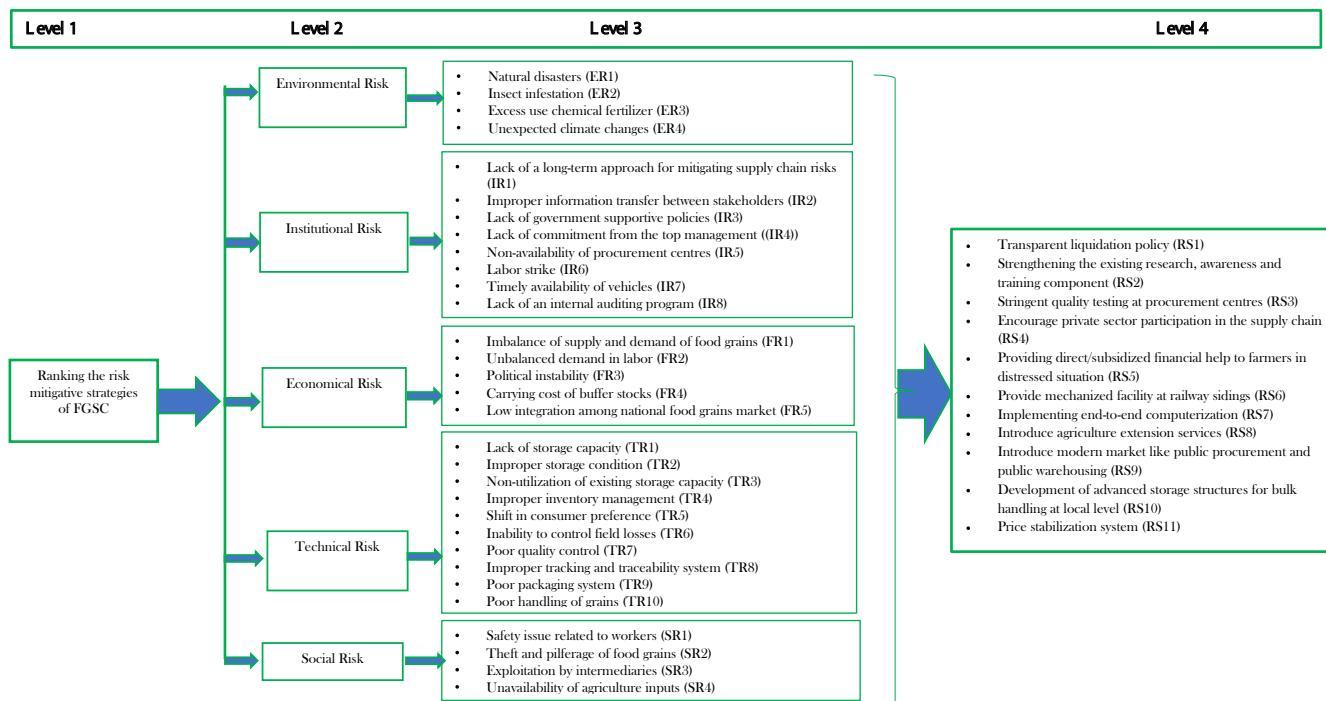 Level 1 Level 2 Level 3 Level 4
Ranking the risk
mitigative strategies
of FGSC
Environmental Risk
• Natural disasters (ER1)
• Insect infestation (ER2)
• Excess use chemical fertilizer (ER3)
• Unexpected climate changes (ER4)
Institutional Risk
• Lack of a long-term approach for mitigating supply chain risks
(IR1)
• Improper information transfer between stakeholders (IR2)
• Lack of government supportive policies (IR3)
• Lack of commitment from the top management ((IR4))
• Non-availability of procurement centres (IR5)
• Labor strike (IR6)
• Timely availability of vehicles (IR7)
• Lack of an internal auditing program (IR8)
Economical Risk
• Imbalance of supply and demand of food grains (FR1)
• Unbalanced demand in labor (FR2)
• Political instability (FR3)
• Carrying cost of buffer stocks (FR4)
• Low integration among national food grains market (FR5)
Technical Risk
• Lack of storage capacity (TR1)
• Improper storage condition (TR2)
• Non-utilization of existing storage capacity (TR3)
• Improper inventory management (TR4)
• Shift in consumer preference (TR5)
• Inability to control field losses (TR6)
• Poor quality control (TR7)
• Improper tracking and traceability system (TR8)
• Poor packaging system (TR9)
• Poor handling of grains (TR10)
Social Risk
• Safety issue related to workers (SR1)
• Theft and pilferage of food grains (SR2)
• Exploitation by intermediaries (SR3)
• Unavailability of agriculture inputs (SR4)
• Transparent liquidation policy (RS1)
• Strengthening the existing research, awareness and
training component (RS2)
• Stringent quality testing at procurement centres (RS3)
• Encourage private sector participation in the supply chain
(RS4)
• Providing direct/subsidized financial help to farmers in
distressed situation (RS5)
• Provide mechanized facility at railway sidings (RS6)
• Implementing end-to-end computerization (RS7)
• Introduce agriculture extension services (RS8)
• Introduce modern market like public procurement and
public warehousing (RS9)
• Development of advanced storage structures for bulk
handling at local level (RS10)
• Price stabilization system (RS11)